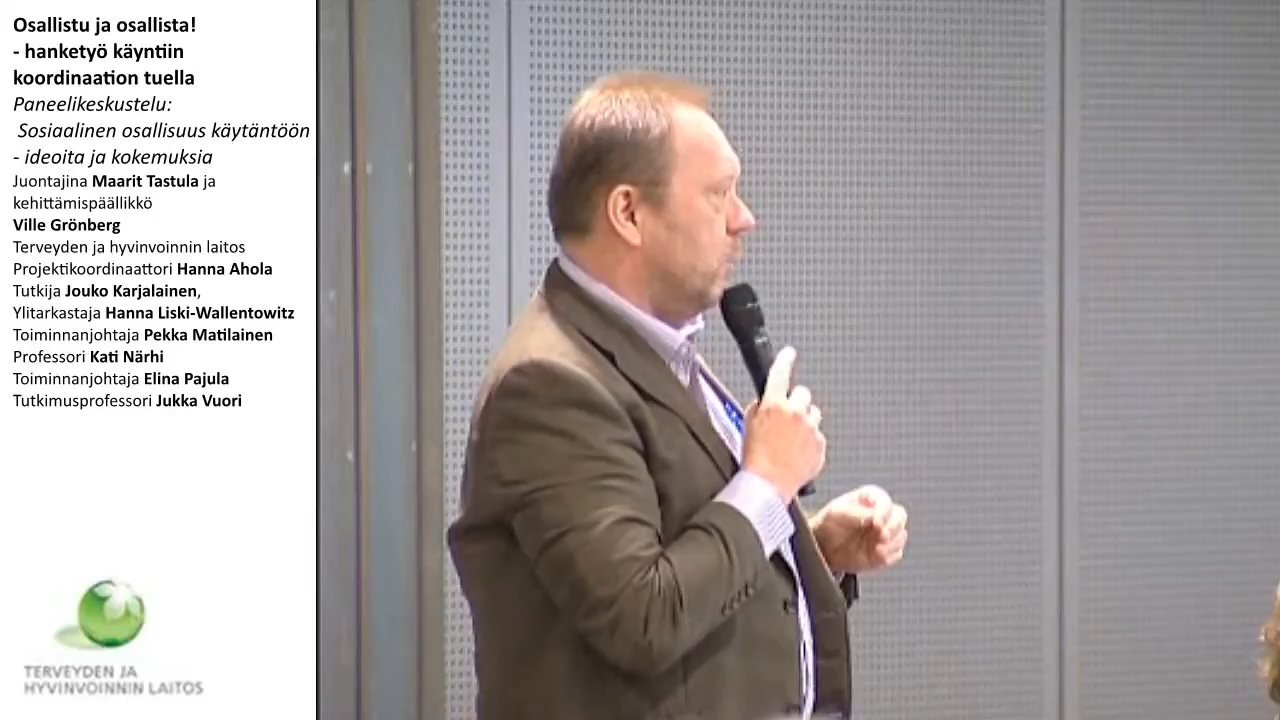 Osallistu ja osallista!
- hanketyö käyntiin
koordinaation tuella
Paneelikeskustelu:
Sosiaalinen osallisuus käytäntöön
- ideoita ja kokemuksia
Juontajina Maarit Tastula ja
kehittämispäällikkö
Ville Grönberg
Terveyden ja hyvinvoinnin laitos
Projektikoordinaattori Hanna Ahola
Tutkija Jouko Karjalainen,
Ylitarkastaja Hanna Liski-Wallentowitz
Toiminnanjohtaja Pekka Matilainen
Professori Kati Närhi
Toiminnanjohtaja Elina Pajula
Tutkimusprofessori Jukka Vuori
TERVEYDEN JA
HYVINVOINNIN LAITOS